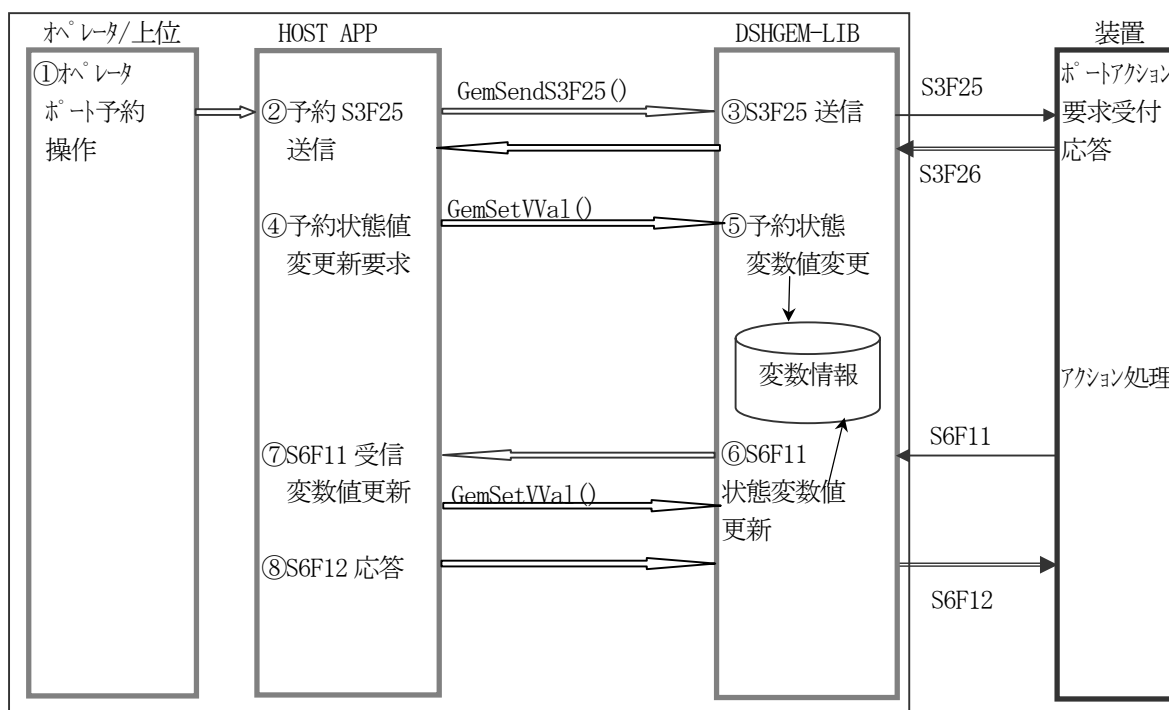 ｵﾍﾟﾚｰﾀ/上位
HOST APP
DSHGEM-LIB
装置
①ｵﾍﾟﾚｰﾀ
ﾎﾟｰﾄ予約
操作
②予約 S3F25
送信
GemSendS3F25()
③S3F25 送信
S3F25
ﾎﾟｰﾄｱｸｼｮﾝ
要求受付
応答
S3F26
④予約状態値
変更新要求
GemSetVVal()
⑤予約状態
変数値変更
変数情報
ｱｸｼｮﾝ処理
S6F11
⑦S6F11 受信
変数値更新
⑥S6F11
状態変数値
更新
GemSetVVal()
⑧S6F12 応答
S6F12